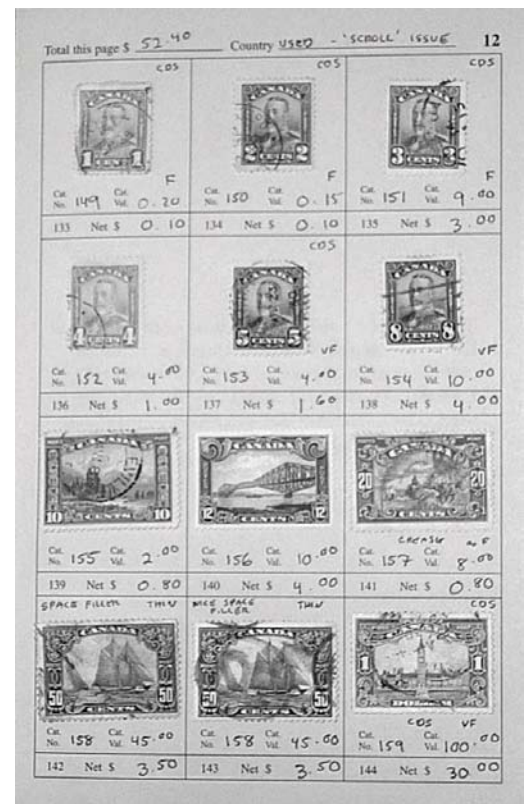 Total this page $ 52.40 Country USED - 'SCROLL' ISSUE 12
CDS CDS CDS
CANADA CANADA CANADA
1 1 2 2 3 3
CENTS CENTS
F F F
Cat. No. 149 Cat. Val. 0.20 Cat. No. 150 Cat. Val. 0.15 Cat. No. 151 Cat. Val. 9.00
133 Net $ 0.10 134 Net $ 0.10 135 Net $ 3.00
CDS
CANADA CANADA CANADA
4 4 5 5 8 8
CENTS CENTS CENTS
VF VF
Cat. No. 152 Cat. Val. 4.00 Cat. No. 153 Cat. Val. 4.00 Cat. No. 154 Cat. Val. 10.00
136 Net $ 1.00 137 Net $ 1.60 138 Net $ 4.00
CANADA CANADA CANADA
10 10 12 12 20 20
CENTS CENTS CENTS
CREASE F
Cat. No. 155 Cat. Val. 2.00 Cat. No. 156 Cat. Val. 10.00 Cat. No. 157 Cat. Val. 8.00
139 Net $ 0.80 140 Net $ 4.00 141 Net $ 0.80
SPACE FILLER THIN NICE SPACE FILLER THIN CDS
CANADA CANADA CANADA
50 50 50 50 1 1
CENTS CENTS DOLLAR
CDS VF
Cat. No. 158 Cat. Val. 45.00 Cat. No. 158 Cat. Val. 45.00 Cat. No. 159 Cat. Val. 100.00
142 Net $ 3.50 143 Net $ 3.50 144 Net $ 30.00